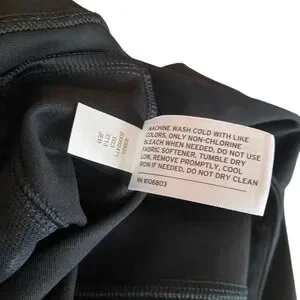 MACHINE WASH COLD WITH LIKE
COLORS, ONLY NON-CHLORINE
BLEACH WHEN NEEDED, DO NOT USE
FABRIC SOFTENER, TUMBLE DRY
LOW, REMOVE PROMPTLY, COOL
IRON IF NEEDED, DO NOT DRY CLEAN
RN #106803